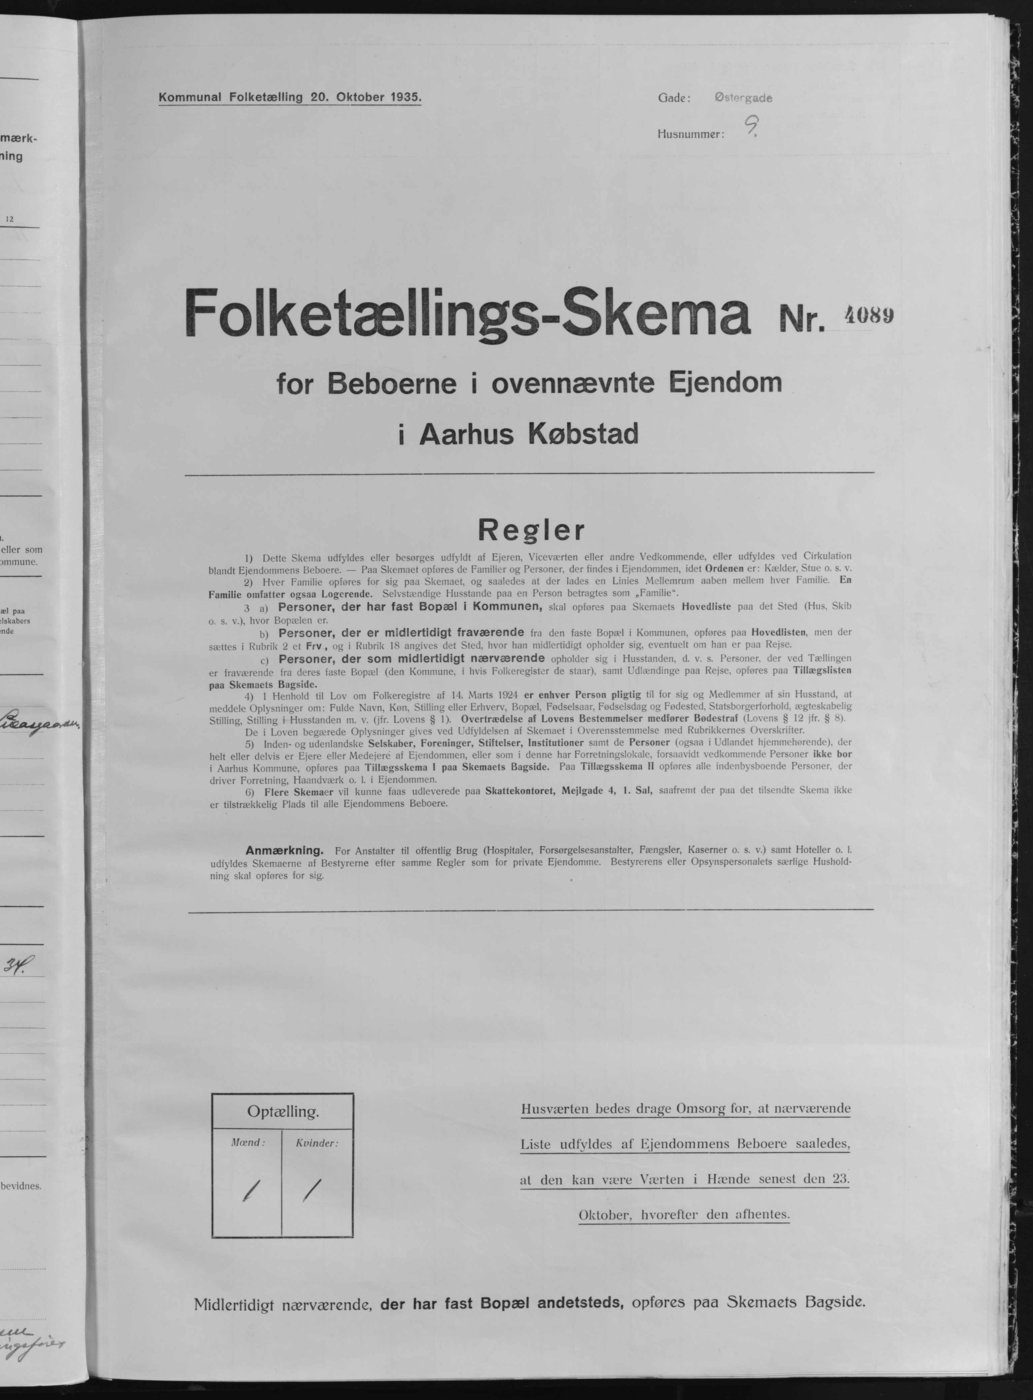 mærk-
ning
12
eller som
ommune.
æl paa
elskabers
ende
34.
bevidnes.
Kommunal Folketælling 20. Oktober 1935.
Gade: Østergade
Husnummer: 9.
Folketællings-Skema Nr. 4089
for Beboerne i ovennævnte Ejendom
i Aarhus Købstad
Regler
1) Dette Skema udfyldes eller besørges udfyldt af Ejeren, Viceværten eller andre Vedkommende, eller udfyldes ved Cirkulation
blandt Ejendommens Beboere. — Paa Skemaet opføres de Familier og Personer, der findes i Ejendommen, idet Ordenen er: Kælder, Stue o. s. v.
2) Hver Familie opføres for sig paa Skemaet, og saaledes at der lades en Linies Mellemrum aaben mellem hver Familie. En
Familie omfatter ogsaa Logerende. Selvstændige Husstande paa en Person betragtes som „Familie“.
3 a) Personer, der har fast Bopæl i Kommunen, skal opføres paa Skemaets Hovedliste paa det Sted (Hus, Skib
o. s. v.), hvor Bopælen er.
b) Personer, der er midlertidigt fraværende fra den faste Bopæl i Kommunen, opføres paa Hovedlisten, men der
sættes i Rubrik 2 et Frv., og i Rubrik 18 angives det Sted, hvor han midlertidigt opholder sig, eventuelt om han er paa Rejse.
c) Personer, der som midlertidigt nærværende opholder sig i Husstanden, d. v. s. Personer, der ved Tællingen
er fraværende fra deres faste Bopæl (den Kommune, i hvis Folkeregister de staar), samt Udlændinge paa Rejse, opføres paa Tillægslisten
paa Skemaets Bagside.
4) I Henhold til Lov om Folkeregistre af 14. Marts 1924 er enhver Person pligtig til for sig og Medlemmer af sin Husstand, at
meddele Oplysninger om: Fulde Navn, Køn, Stilling eller Erhverv, Bopæl, Fødselsaar, Fødselsdag og Fødested, Statsborgerforhold, ægteskabelig
Stilling, Stilling i Husstanden m. v. (jfr. Lovens § 1). Overtrædelse af Lovens Bestemmelser medfører Bødestraf (Lovens § 12 jfr. § 8).
De i Loven begærede Oplysninger gives ved Udfyldelsen af Skemaet i Overensstemmelse med Rubrikkernes Overskrifter.
5) Inden- og udenlandske Selskaber, Foreninger, Stiftelser, Institutioner samt de Personer (ogsaa i Udlandet hjemmehørende), der
helt eller delvis er Ejere eller Medejere af Ejendommen, eller som i denne har Forretningslokale, forsaavidt vedkommende Personer ikke bor
i Aarhus Kommune, opføres paa Tillægsskema I paa Skemaets Bagside. Paa Tillægsskema II opføres alle indenbysboende Personer, der
driver Forretning, Haandværk o. l. i Ejendommen.
6) Flere Skemaer vil kunne faas udleverede paa Skattekontoret, Mejlgade 4, 1. Sal, saafremt der paa det tilsendte Skema ikke
er tilstrækkelig Plads til alle Ejendommens Beboere.
Anmærkning. For Anstalter til offentlig Brug (Hospitaler, Forsørgelsesanstalter, Fængsler, Kaserner o. s. v.) samt Hoteller o. l.
udfyldes Skemaerne af Bestyrerne efter samme Regler som for private Ejendomme. Bestyrerens eller Opsynspersonalets særlige Hushold-
ning skal opføres for sig.
Optælling.
Mænd: Kvinder:
1 1
Husværten bedes drage Omsorg for, at nærværende
Liste udfyldes af Ejendommens Beboere saaledes,
at den kan være Værten i Hænde senest den 23.
Oktober, hvorefter den afhentes.
Midlertidigt nærværende, der har fast Bopæl andetsteds, opføres paa Skemaets Bagside.